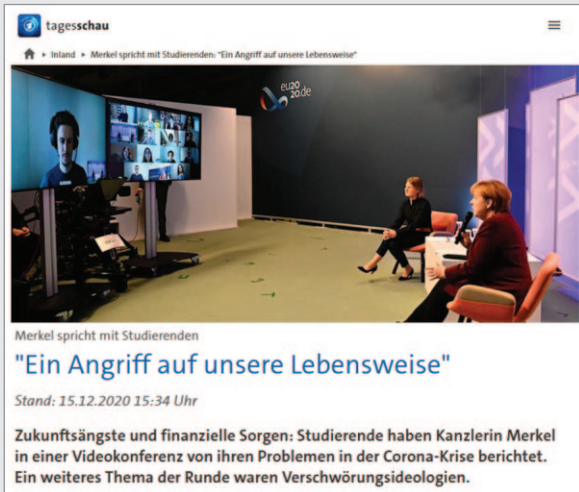 tagesschau
Inland ▸ Merkel spricht mit Studierenden: "Ein Angriff auf unsere Lebensweise"
eu20
20.de
Merkel spricht mit Studierenden
"Ein Angriff auf unsere Lebensweise"
Stand: 15.12.2020 15:34 Uhr
Zukunftsängste und finanzielle Sorgen: Studierende haben Kanzlerin Merkel
in einer Videokonferenz von ihren Problemen in der Corona-Krise berichtet.
Ein weiteres Thema der Runde waren Verschwörungsideologien.